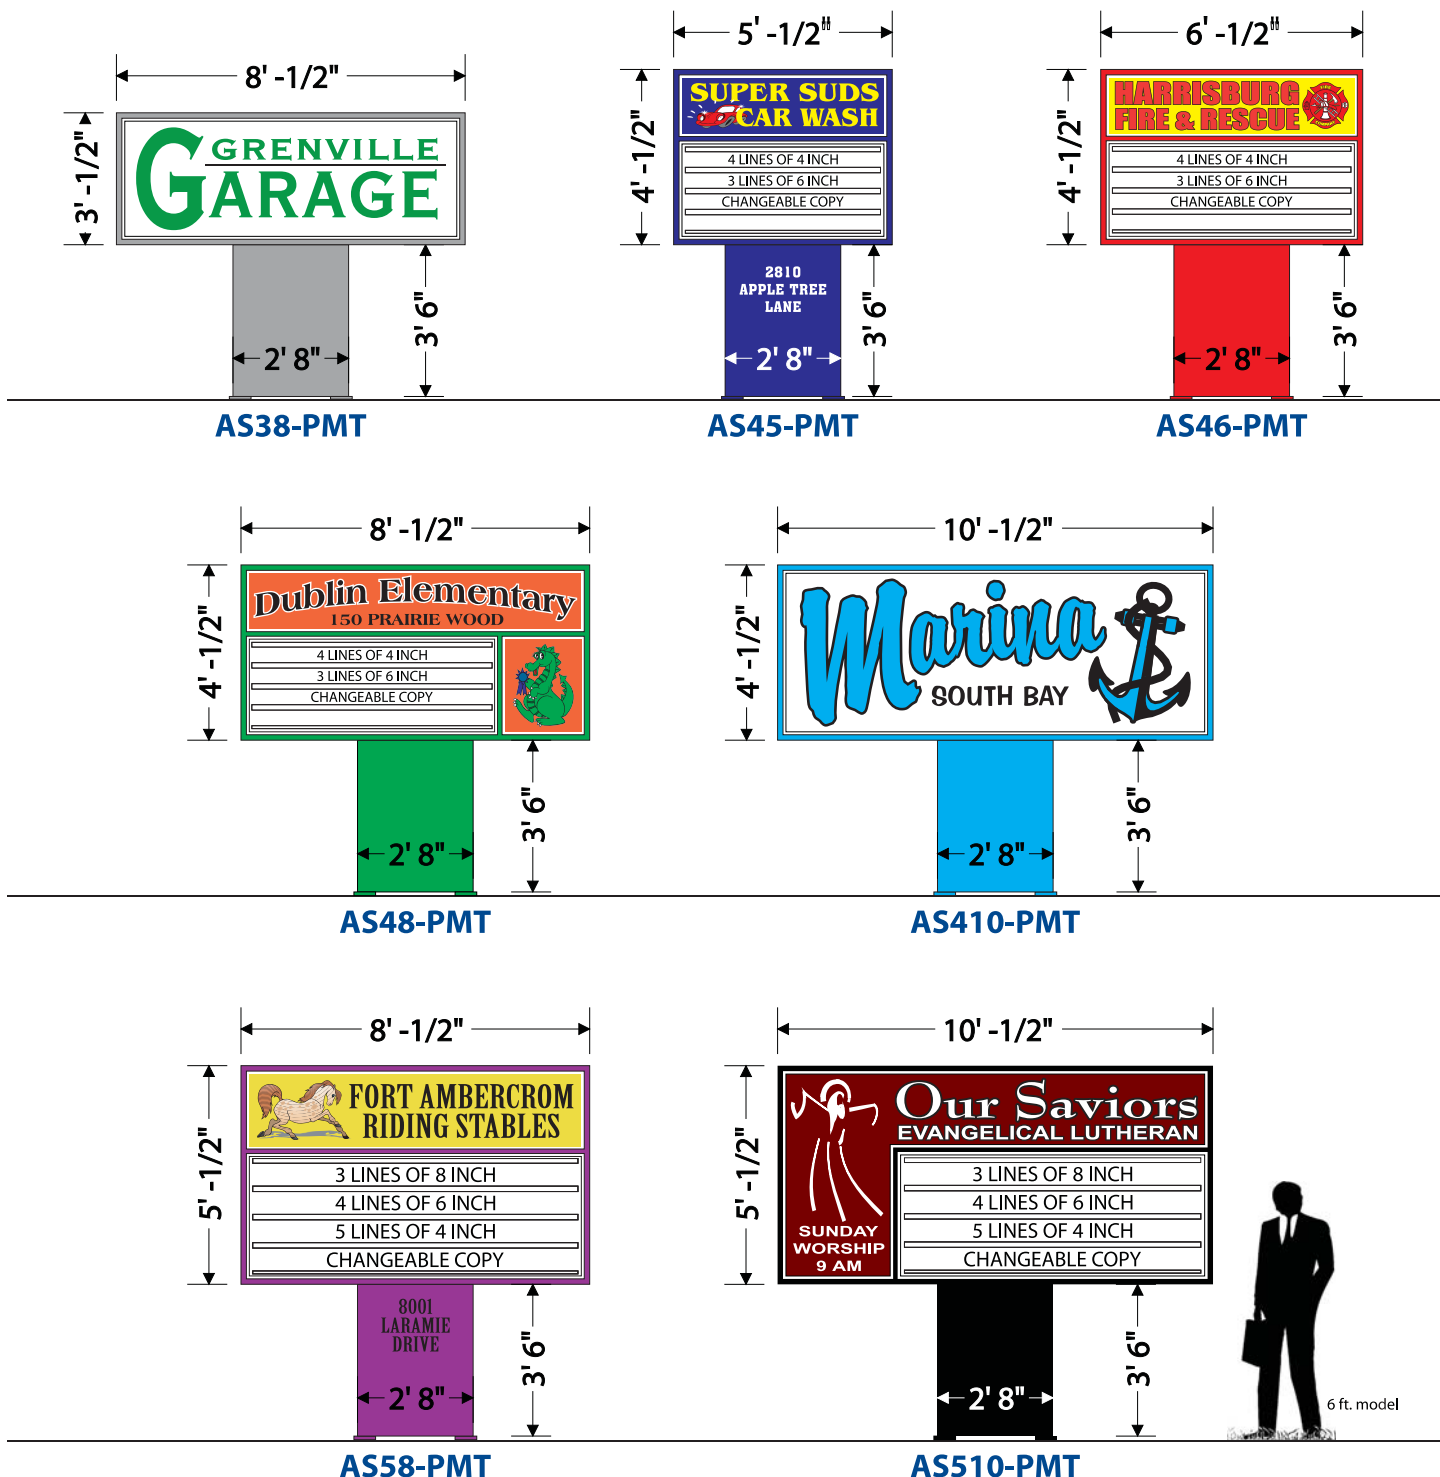 8' -1/2"
3' -1/2"
GRENVILLE
GARAGE
3' 6"
2' 8"
AS38-PMT
5' -1/2"
4' -1/2"
SUPER SUDS
CAR WASH
4 LINES OF 4 INCH
3 LINES OF 6 INCH
CHANGEABLE COPY
2810
APPLE TREE
LANE
3' 6"
2' 8"
AS45-PMT
6' -1/2"
4' -1/2"
HARRISBURG
FIRE & RESCUE
4 LINES OF 4 INCH
3 LINES OF 6 INCH
CHANGEABLE COPY
3' 6"
2' 8"
AS46-PMT
8' -1/2"
4' -1/2"
Dublin Elementary
150 PRAIRIE WOOD
4 LINES OF 4 INCH
3 LINES OF 6 INCH
CHANGEABLE COPY
3' 6"
2' 8"
AS48-PMT
10' -1/2"
4' -1/2"
Marina
SOUTH BAY
3' 6"
2' 8"
AS410-PMT
8' -1/2"
5' -1/2"
FORT AMBERCROM
RIDING STABLES
3 LINES OF 8 INCH
4 LINES OF 6 INCH
5 LINES OF 4 INCH
CHANGEABLE COPY
8001
LARAMIE
DRIVE
3' 6"
2' 8"
AS58-PMT
10' -1/2"
5' -1/2"
Our Saviors
EVANGELICAL LUTHERAN
SUNDAY
WORSHIP
9 AM
3 LINES OF 8 INCH
4 LINES OF 6 INCH
5 LINES OF 4 INCH
CHANGEABLE COPY
3' 6"
2' 8"
AS510-PMT
6 ft. model